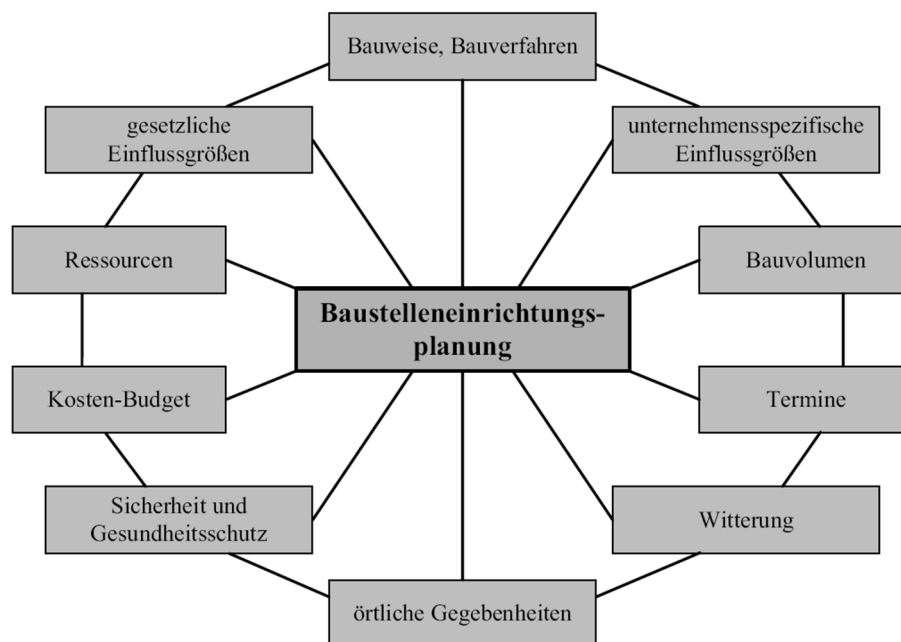 Bauweise, Bauverfahren
gesetzliche
Einflussgrößen
unternehmensspezifische
Einflussgrößen
Ressourcen
Bauvolumen
Baustelleneinrichtungs-
planung
Kosten-Budget
Termine
Sicherheit und
Gesundheitsschutz
Witterung
örtliche Gegebenheiten